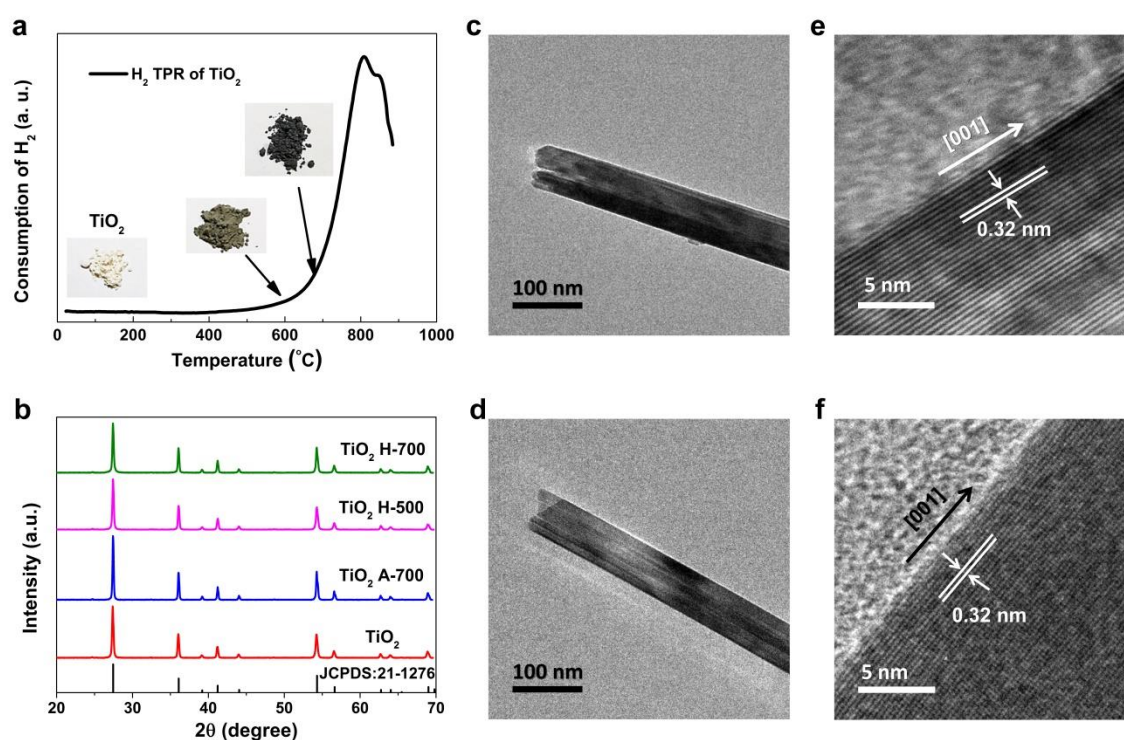 a
Consumption of H2 (a. u.)
H2 TPR of TiO2
TiO2
0 200 400 600 800 1000
Temperature (°C)
b
Intensity (a.u.)
TiO2 H-700
TiO2 H-500
TiO2 A-700
TiO2
JCPDS:21-1276
20 30 40 50 60 70
2θ (degree)
c
100 nm
d
100 nm
e
[001]
0.32 nm
5 nm
f
[001]
0.32 nm
5 nm